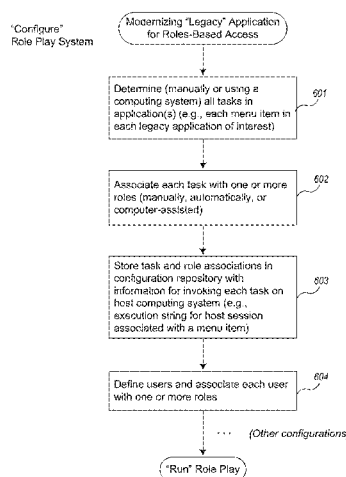 "Configure"
Role Play System
Modernizing "Legacy" Application
for Roles-Based Access
Determine (manually or using a
computing system) all tasks in
application(s) (e.g., each menu item in
each legacy application of interest)
601
Associate each task with one or more
roles (manually, automatically, or
computer-assisted)
602
Store task and role associations in
configuration repository with
information for invoking each task on
host computing system (e.g.,
execution string for host session
associated with a menu item)
603
Define users and associate each user
with one or more roles
604
... (Other configurations
"Run" Role Play